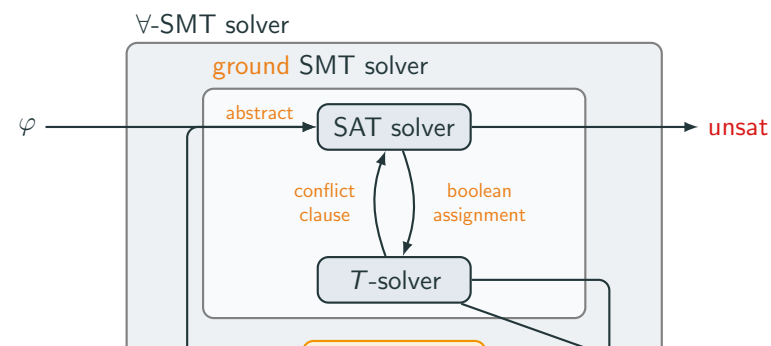 ∀-SMT solver
ground SMT solver
φ
abstract
SAT solver
unsat
conflict
clause
boolean
assignment
T-solver